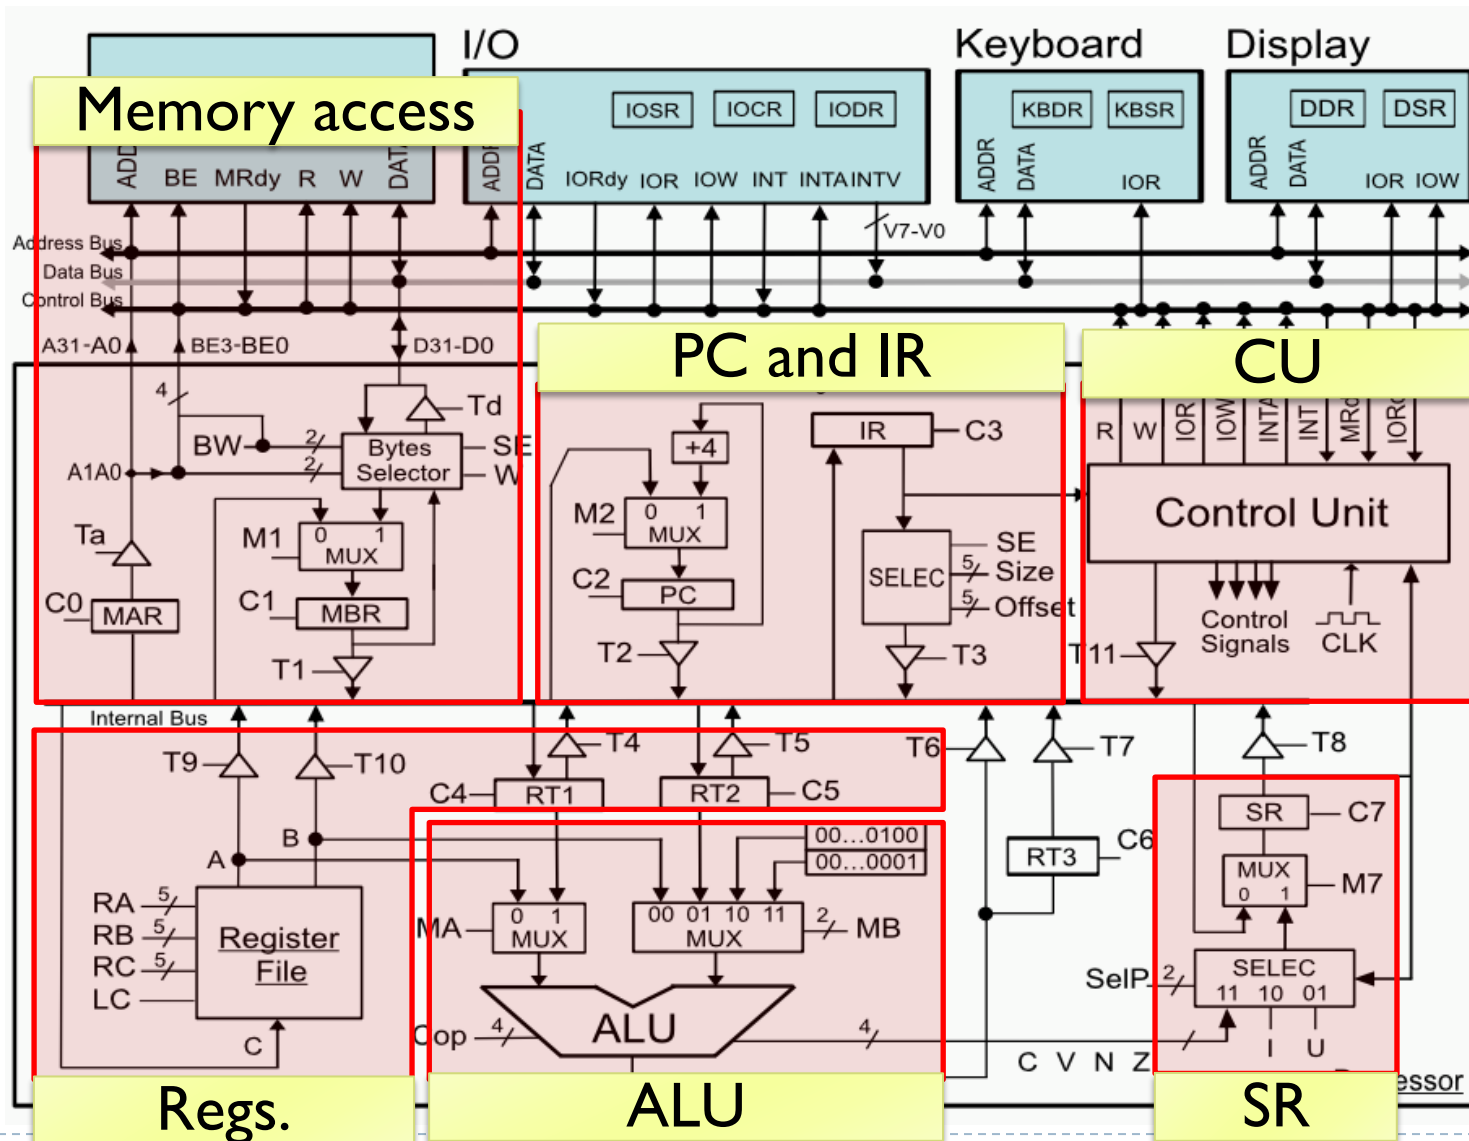 I/O
Keyboard
Display
Memory access
IOSR
IOCR
IODR
KBDR
KBSR
DDR
DSR
BE
MRdy
R
W
DATA
ADDR
DATA
IORdy
IOR
IOW
INT
INTA
INTV
ADDR
DATA
IOR
ADDR
DATA
IOR
IOW
V7-V0
Address Bus
Data Bus
Control Bus
A31-A0
BE3-BE0
D31-D0
PC and IR
CU
4
Td
BW
2
Bytes
Selector
SE
W
A1A0
2
Ta
M1
0 1
MUX
C0
MAR
C1
MBR
T1
+4
M2
0 1
MUX
C2
PC
T2
IR
C3
SELEC
SE
5
Size
5
Offset
T3
R
W
IOR
IOW
INTA
INT
Control Unit
Control
Signals
CLK
T11
Internal Bus
T9
T10
T4
T5
T6
T7
T8
C4
RT1
RT2
C5
00...0100
00...0001
B
A
RT3
C6
SR
C7
MUX
0 1
M7
RA
5
RB
5
RC
5
LC
Register
File
C
MA
0 1
MUX
00 01 10 11
MUX
2
MB
Cop
4
ALU
4
C V N Z
SelP
2
SELEC
11 10 01
I U
Regs.
ALU
SR